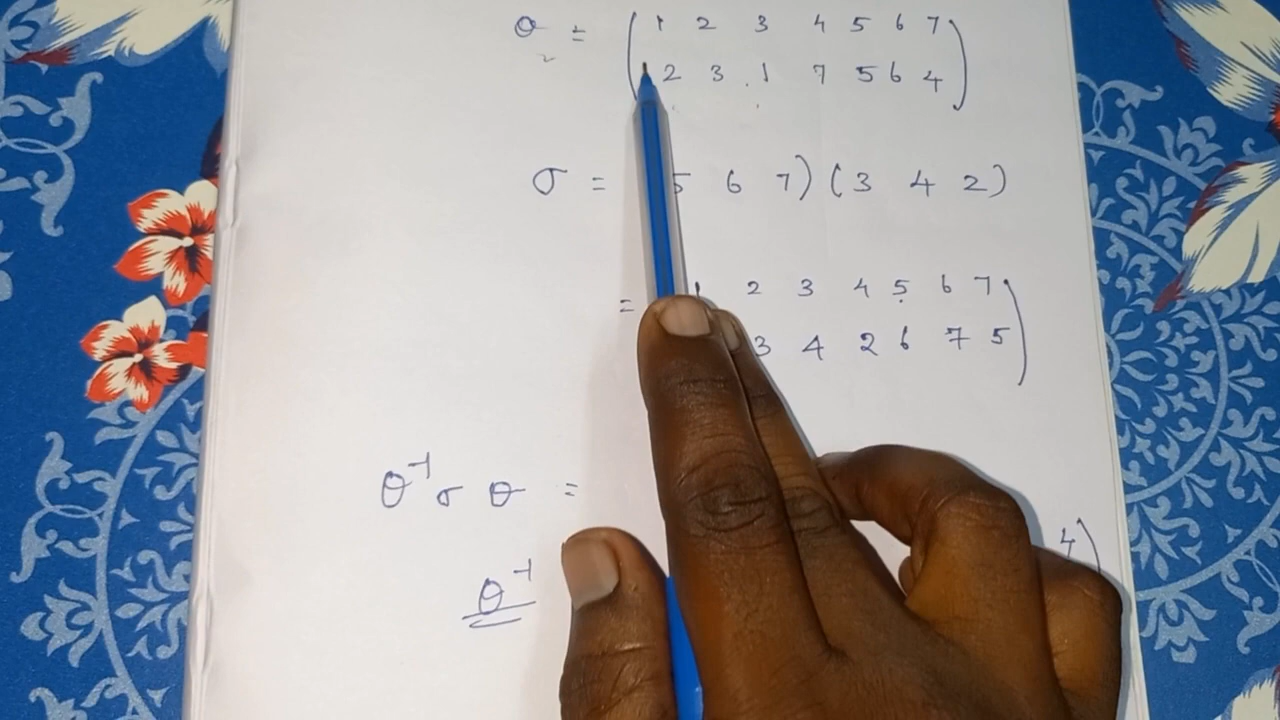 θ = ( 1 2 3 4 5 6 7 )
( 2 3 1 7 5 6 4 )
σ = 5 6 7 ) ( 3 4 2 )
= 1 2 3 4 5 6 7 )
3 4 2 6 7 5 )
θ⁻¹ σ θ =
4 )
θ⁻¹